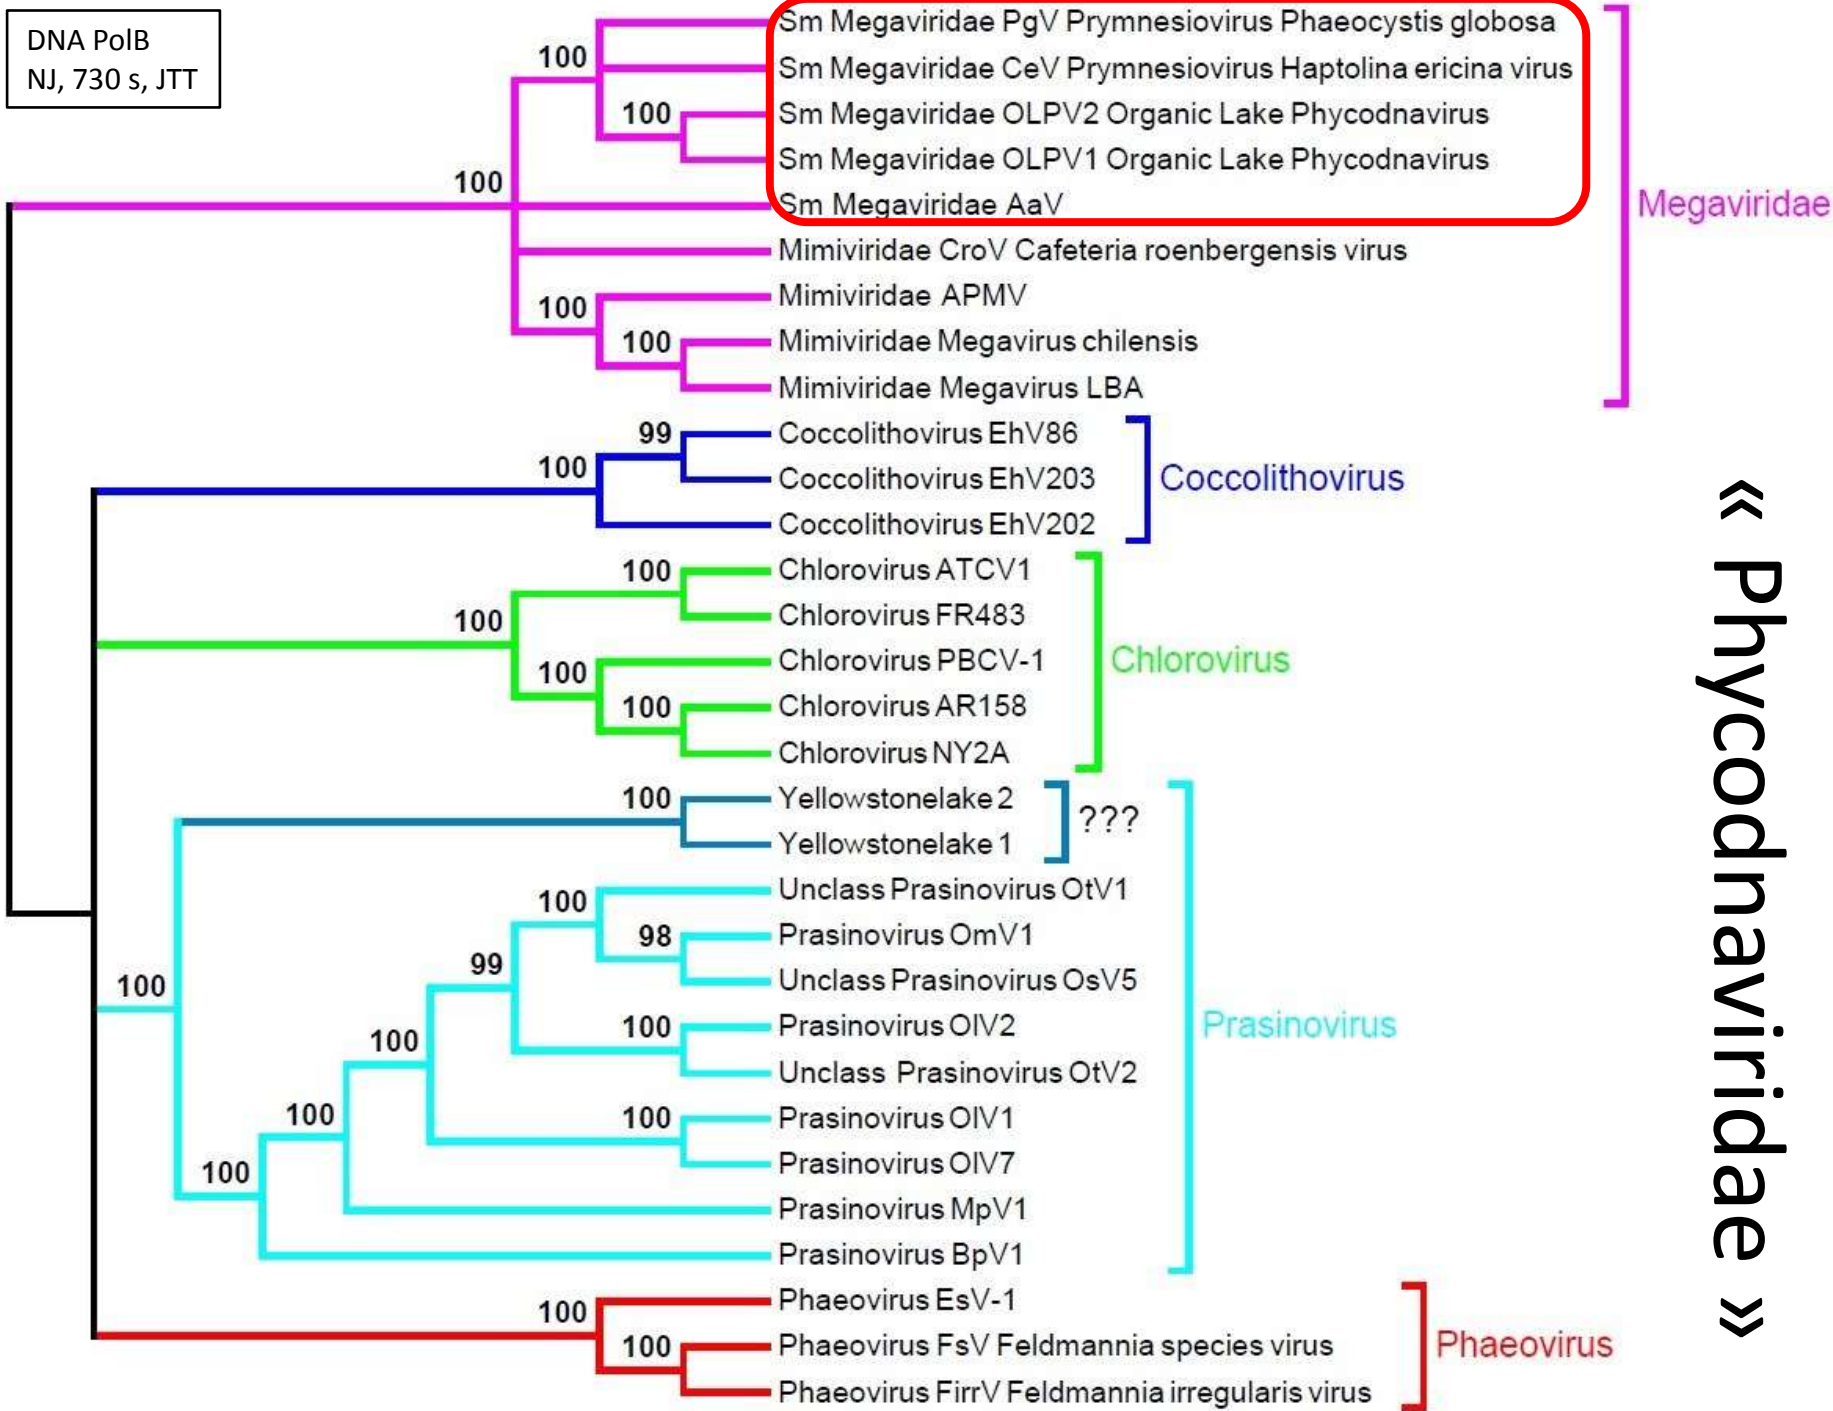 DNA PolB
NJ, 730 s, JTT
100
Sm Megaviridae PgV Prymnesiovirus Phaeocystis globosa
Sm Megaviridae CeV Prymnesiovirus Haptolina ericina virus
100
Sm Megaviridae OLPV2 Organic Lake Phycodnavirus
Sm Megaviridae OLPV1 Organic Lake Phycodnavirus
100
Sm Megaviridae AaV
Megaviridae
Mimiviridae CroV Cafeteria roenbergensis virus
100
Mimiviridae APMV
100
Mimiviridae Megavirus chilensis
Mimiviridae Megavirus LBA
99
Coccolithovirus EhV86
100
Coccolithovirus EhV203
Coccolithovirus
Coccolithovirus EhV202
100
Chlorovirus ATCV1
100
Chlorovirus FR483
100
Chlorovirus PBCV-1
Chlorovirus
100
Chlorovirus AR158
Chlorovirus NY2A
100
Yellowstonelake 2
???
Yellowstonelake 1
100
Unclass Prasinovirus OtV1
98
Prasinovirus OmV1
99
Unclass Prasinovirus OsV5
100
100
Prasinovirus OlV2
Prasinovirus
100
Unclass Prasinovirus OtV2
100
100
Prasinovirus OlV1
100
Prasinovirus OlV7
Prasinovirus MpV1
Prasinovirus BpV1
100
Phaeovirus EsV-1
100
Phaeovirus FsV Feldmannia species virus
Phaeovirus
Phaeovirus FirrV Feldmannia irregularis virus
« Phycodnaviridae »